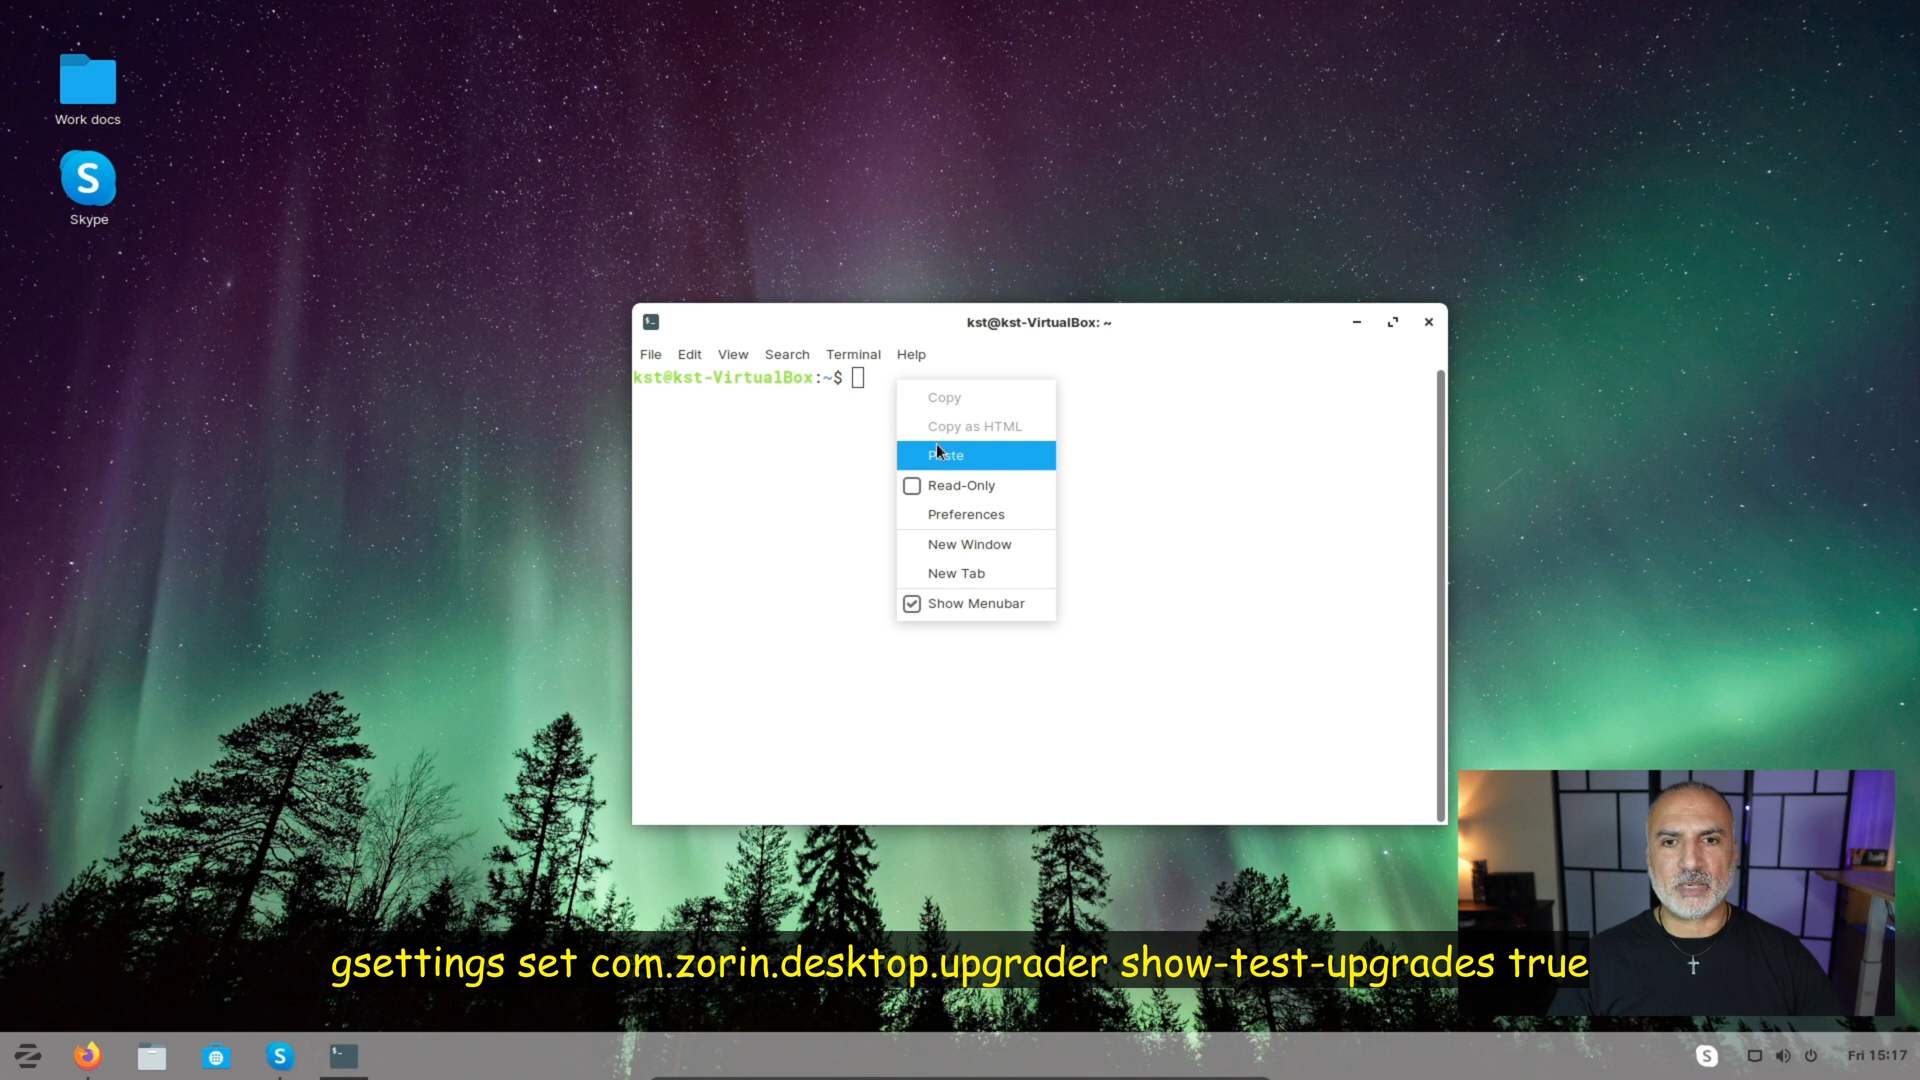 Work docs
S
Skype
kst@kst-VirtualBox: ~
File Edit View Search Terminal Help
kst@kst-VirtualBox:~$
Copy
Copy as HTML
Paste
Read-Only
Preferences
New Window
New Tab
Show Menubar
gsettings set com.zorin.desktop.upgrader show-test-upgrades true
S
S
Fri 15:17